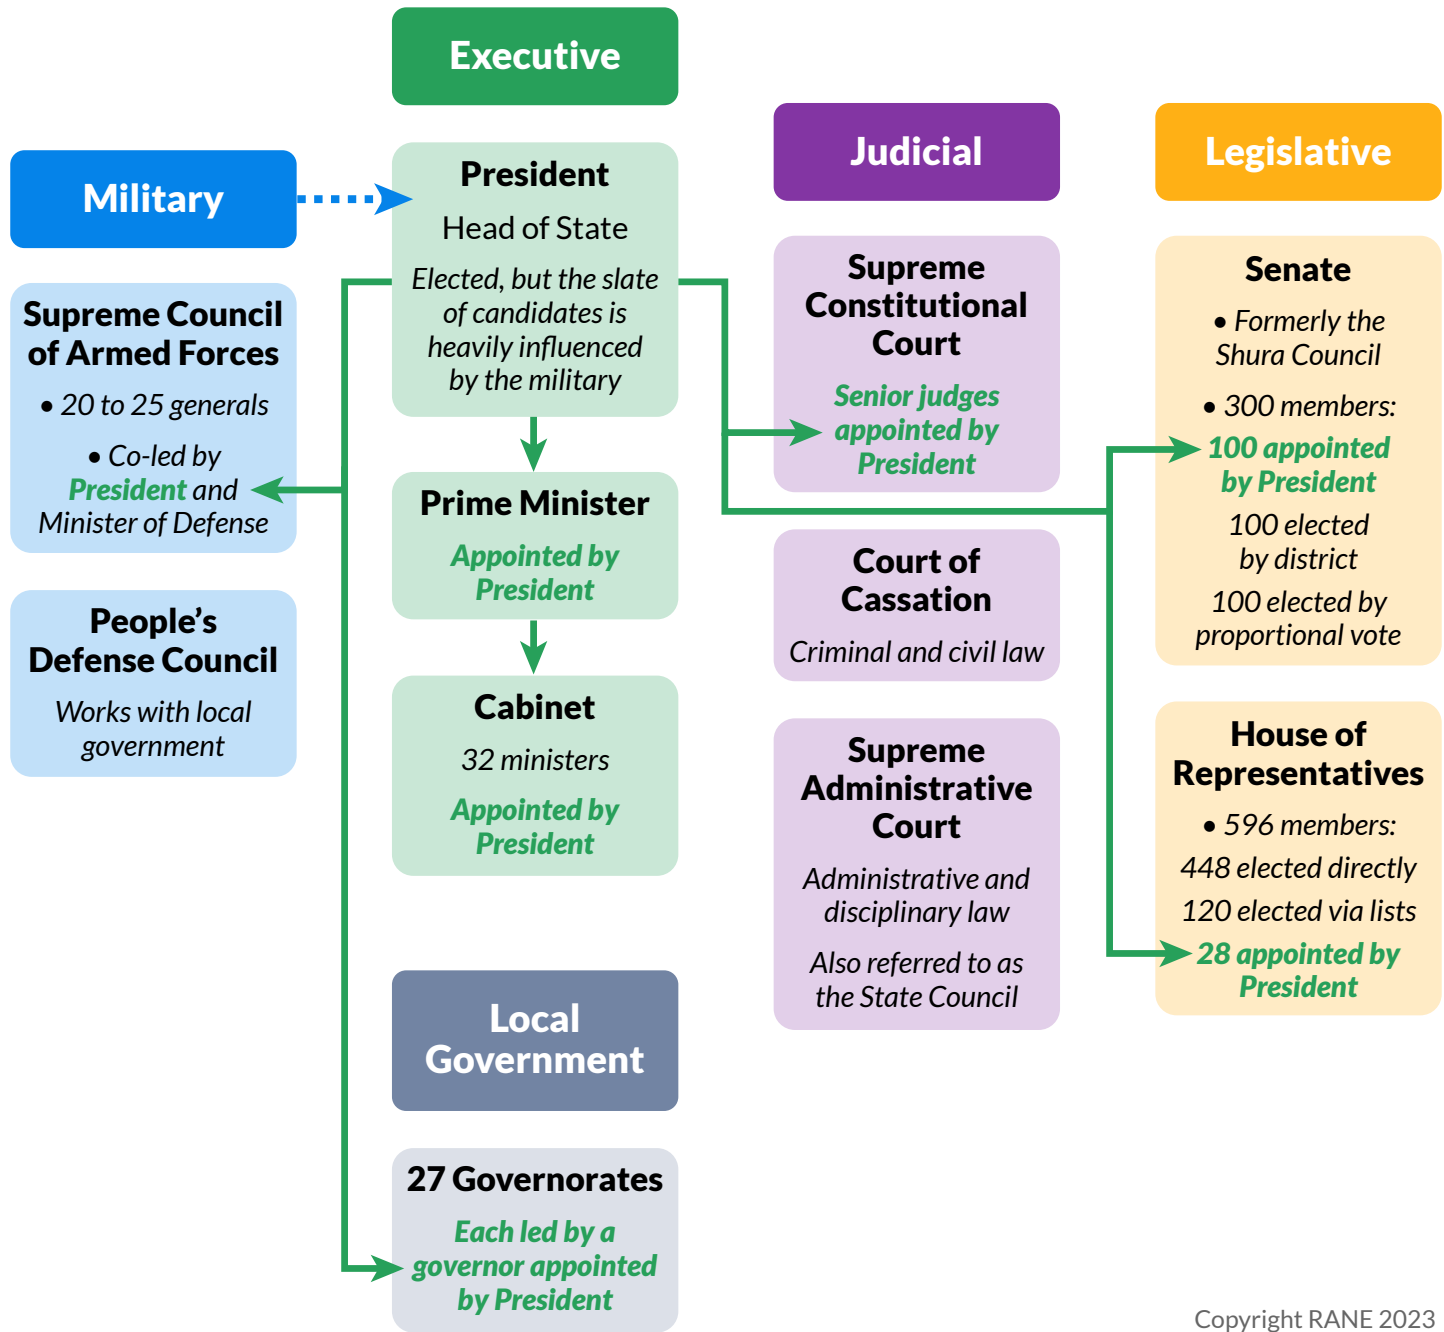 Executive
President
Head of State
Elected, but the slate
of candidates is
heavily influenced
by the military
Prime Minister
Appointed by
President
Cabinet
32 ministers
Appointed by
President
Military
Supreme Council
of Armed Forces
• 20 to 25 generals
• Co-led by
President and
Minister of Defense
People’s
Defense Council
Works with local
government
Judicial
Supreme
Constitutional
Court
Senior judges
appointed by
President
Court of
Cassation
Criminal and civil law
Supreme
Administrative
Court
Administrative and
disciplinary law
Also referred to as
the State Council
Legislative
Senate
• Formerly the
Shura Council
• 300 members:
100 appointed
by President
100 elected
by district
100 elected by
proportional vote
House of
Representatives
• 596 members:
448 elected directly
120 elected via lists
28 appointed by
President
Local
Government
27 Governorates
Each led by a
governor appointed
by President
Copyright RANE 2023